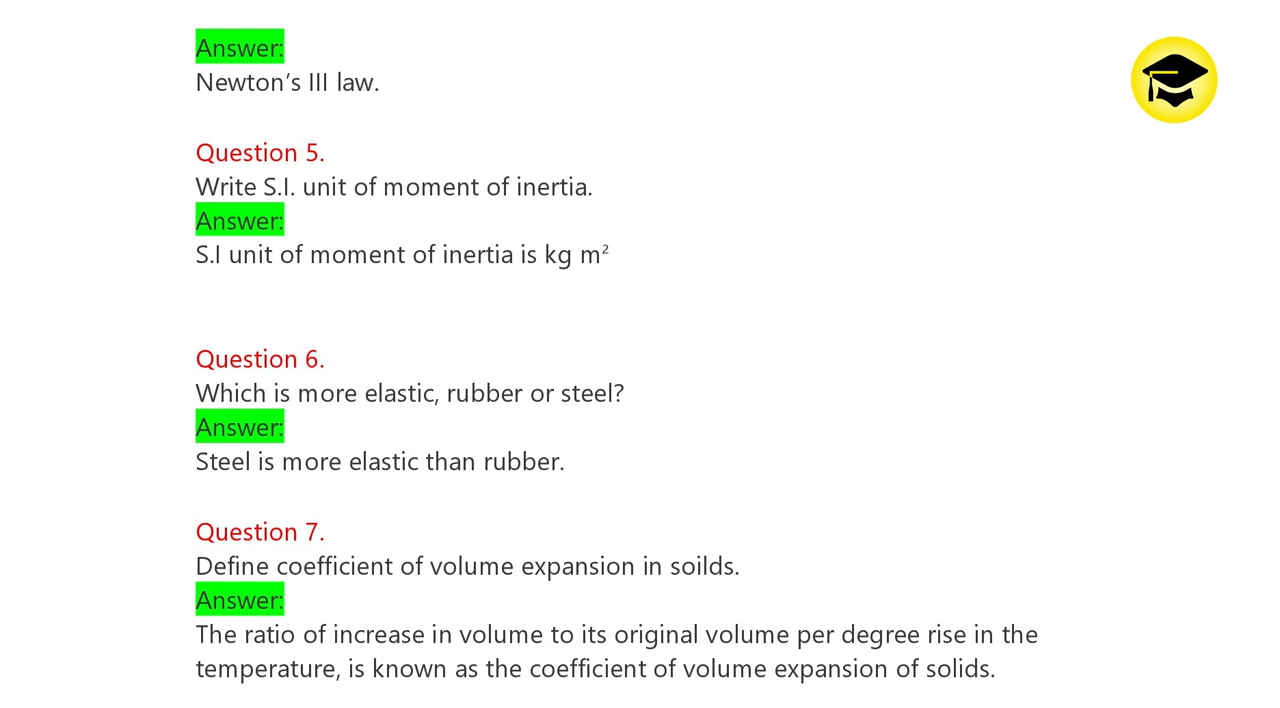 Answer:
Newton’s III law.
Question 5.
Write S.I. unit of moment of inertia.
Answer:
S.I unit of moment of inertia is kg m²
Question 6.
Which is more elastic, rubber or steel?
Answer:
Steel is more elastic than rubber.
Question 7.
Define coefficient of volume expansion in soilds.
Answer:
The ratio of increase in volume to its original volume per degree rise in the
temperature, is known as the coefficient of volume expansion of solids.